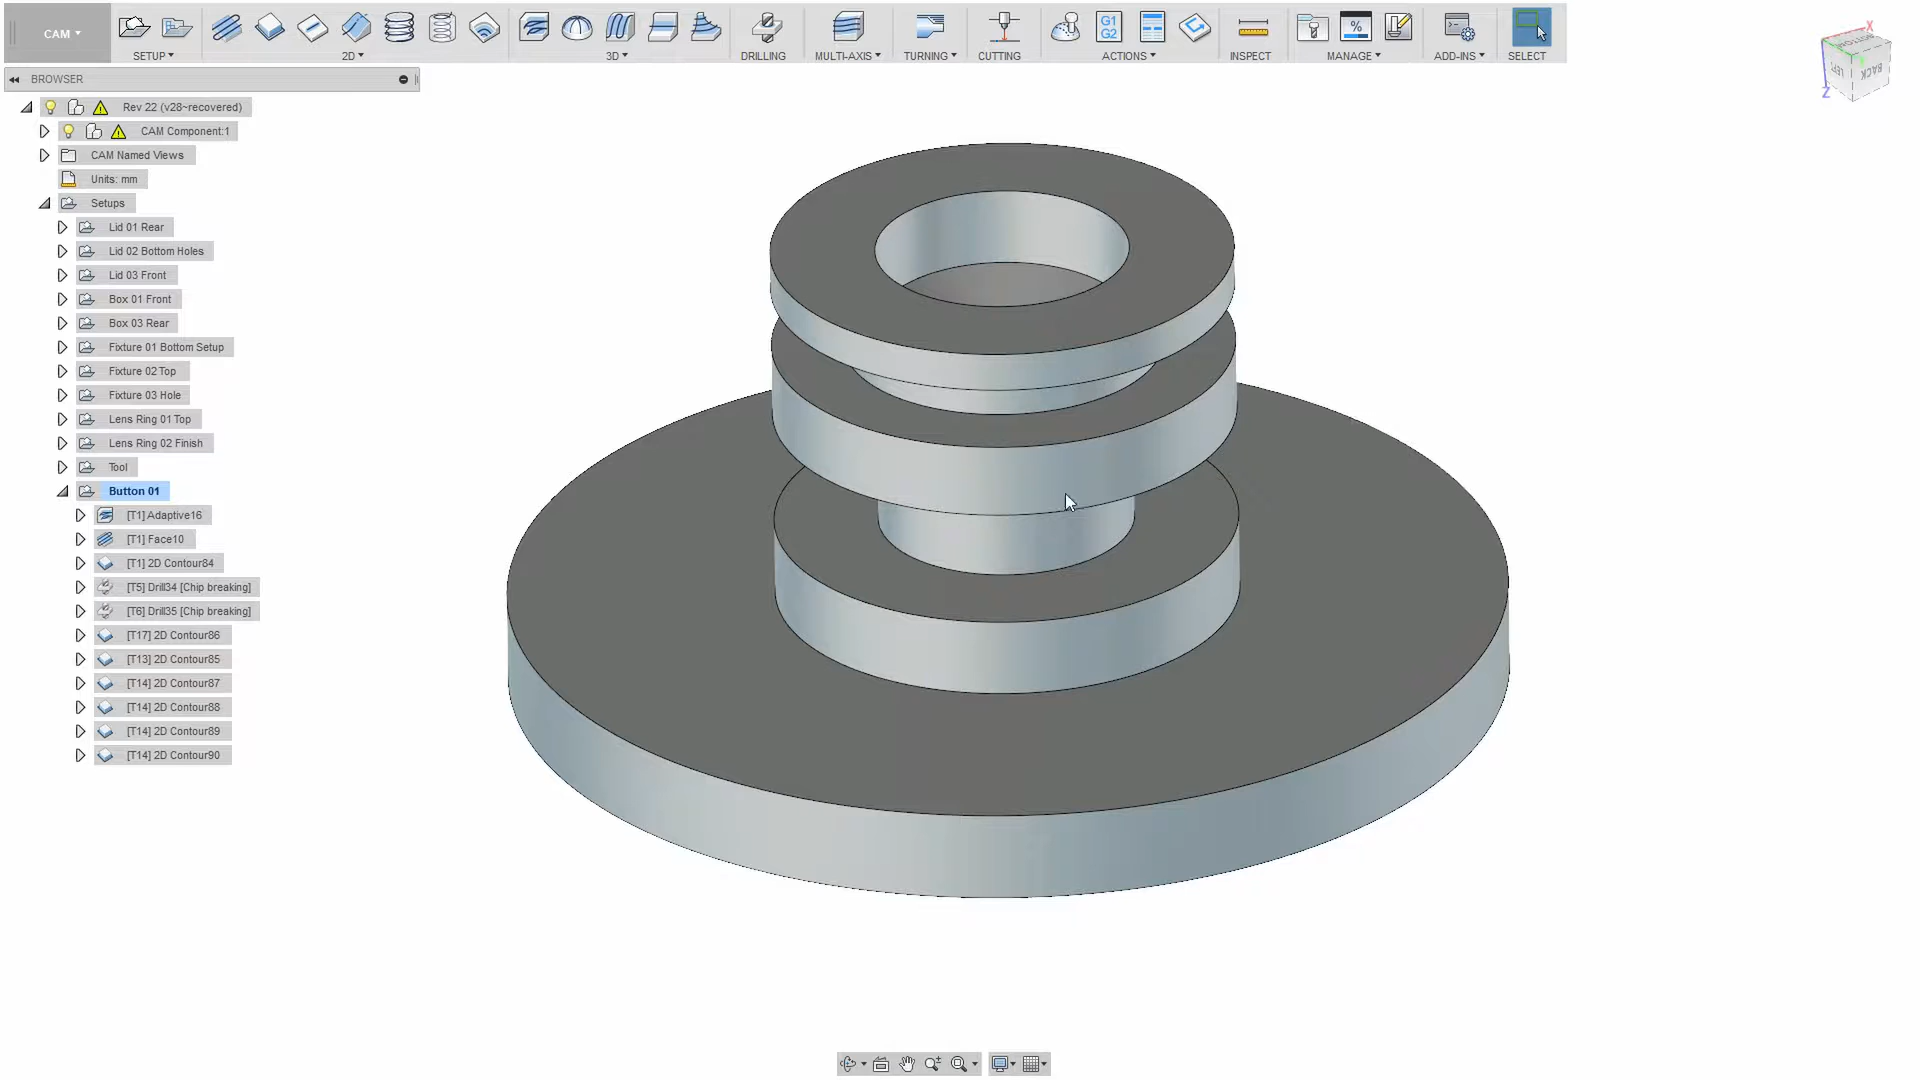 CAM
SETUP
2D
3D
DRILLING
MULTI-AXIS
TURNING
CUTTING
G1
G2
%
ACTIONS
INSPECT
MANAGE
ADD-INS
SELECT
BROWSER
Rev 22 (v28~recovered)
CAM Component:1
CAM Named Views
Units: mm
Setups
Lid 01 Rear
Lid 02 Bottom Holes
Lid 03 Front
Box 01 Front
Box 03 Rear
Fixture 01 Bottom Setup
Fixture 02 Top
Fixture 03 Hole
Lens Ring 01 Top
Lens Ring 02 Finish
Tool
Button 01
[T1] Adaptive16
[T1] Face10
[T1] 2D Contour84
[T5] Drill34 [Chip breaking]
[T6] Drill35 [Chip breaking]
[T17] 2D Contour86
[T13] 2D Contour85
[T14] 2D Contour87
[T14] 2D Contour88
[T14] 2D Contour89
[T14] 2D Contour90
X
BOTTOM
LEFT
BACK
Z